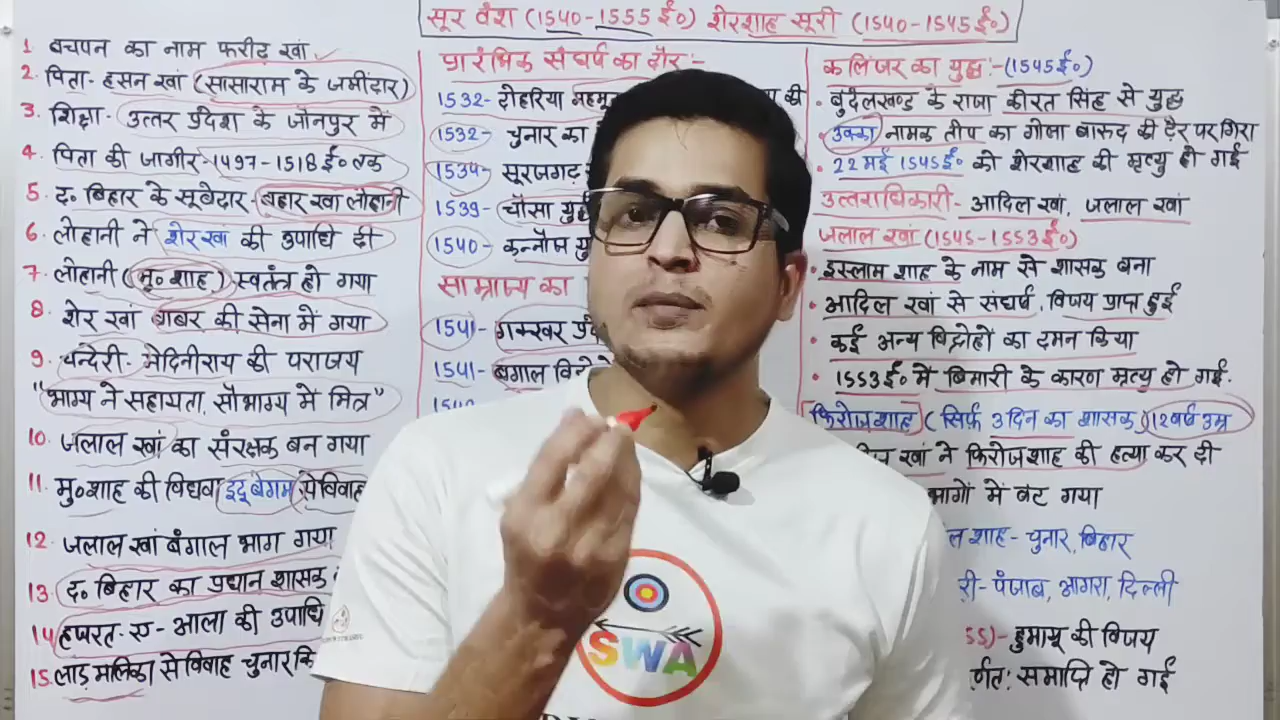 सूर वंश (1540-1555 ई०) शेरशाह सूरी (1540-1545 ई०)
1 बचपन का नाम फरीद खां
2. पिता- हसन खां (सासाराम के जमींदार)
3. शिक्षा- उत्तर प्रदेश के जौनपुर में
4. पिता की जागीर- 1497-1518 ई० तक
5. द० बिहार के सूबेदार- बहार खां लोहानी
6. लोहानी ने शेरखां की उपाधि दी
7. लोहानी (मु० शाह) स्वतंत्र हो गया
8. शेर खां बाबर की सेना में गया
9. चन्देरी- मेदिनीराय की पराजय
"भाग्य ने सहायता, सौभाग्य में मित्र"
10. जलाल खां का संरक्षक बन गया
11. मु० शाह की विधवा दूदू बेगम से विवाह
12. जलाल खां बंगाल भाग गया
13. द० बिहार का प्रधान शासक
14 हजरत-ए-आला की उपाधि
15. लाड़ मालिका से विवाह चुनार कि
प्रारंभिक संघर्ष का दौर:-
1532- दोहरिया महमू की
1532- चुनार का
1534- सूरजगढ़
1539- चौसा युद्ध
1540- कन्नौज यु
साम्राज्य का
1541- गक्खर प्र
1541- बंगाल विद्रो
कलिंजर का युद्ध:- (1545 ई०)
• बुंदेलखण्ड के राजा कीरत सिंह से युद्ध
• उक्का नामक तोप का गोला बारूद की ढ़ेर पर गिरा
• 22 मई 1545 ई० को शेरशाह की मृत्यु हो गई
उत्तराधिकारी- आदिल खां, जलाल खां
जलाल खां (1545-1553 ई०)
• इस्लाम शाह के नाम से शासक बना
• आदिल खां से संघर्ष, विजय प्राप्त हुई
• कई अन्य विद्रोहों का दमन किया
• 1553 ई० में बिमारी के कारण मृत्यु हो गई.
फिरोजशाह (सिर्फ 3 दिन का शासक) 12 वर्ष उम्र
खां ने फिरोजशाह की हत्या कर दी
भागों में बंट गया
ल शाह- चुनार, बिहार
री- पंजाब, आगरा, दिल्ली
55)- हुमायू की विजय
र्णत: समाप्ति हो गई
SWA